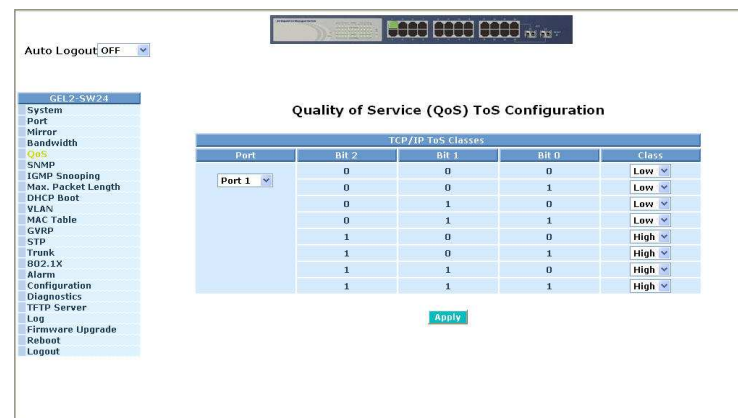 Auto Logout OFF
GEL2-SW24
System
Port
Mirror
Bandwidth
QoS
SNMP
IGMP Snooping
Max. Packet Length
DHCP Boot
VLAN
MAC Table
GVRP
STP
Trunk
802.1X
Alarm
Configuration
Diagnostics
TFTP Server
Log
Firmware Upgrade
Reboot
Logout
Quality of Service (QoS) ToS Configuration
TCP/IP ToS Classes
Port Bit 2 Bit 1 Bit 0 Class
Port 1 0 0 0 Low
0 0 1 Low
0 1 0 Low
0 1 1 Low
1 0 0 High
1 0 1 High
1 1 0 High
1 1 1 High
Apply